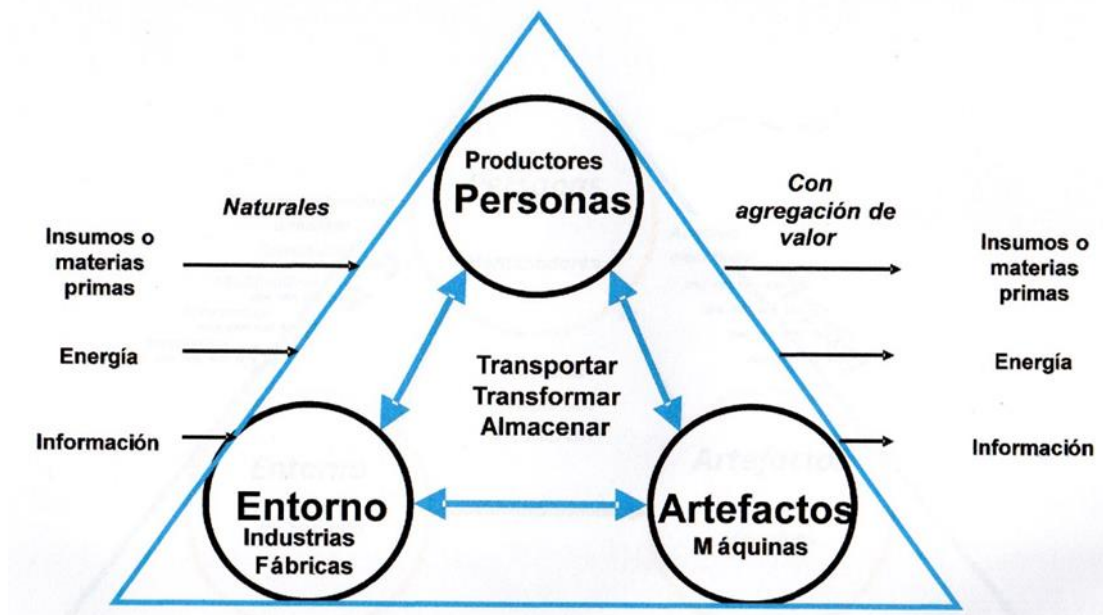 Productores
Personas
Naturales
Con
agregación de
valor
Insumos o
materias
primas
Insumos o
materias
primas
Energía
Transportar
Transformar
Almacenar
Energía
Información
Información
Entorno
Industrias
Fábricas
Artefactos
Máquinas